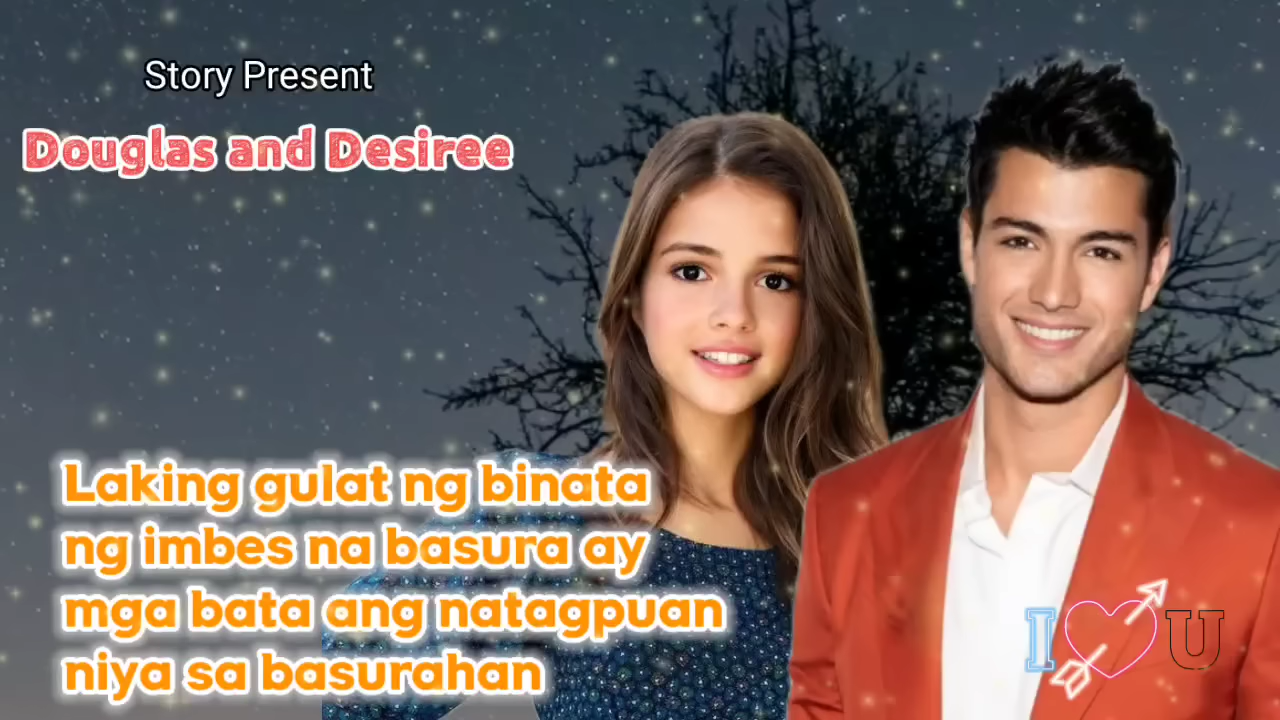 Story Present
Douglas and Desiree
Laking gulat ng binata
ng imbes na basura ay
mga bata ang natagpuan
niya sa basurahan
I U